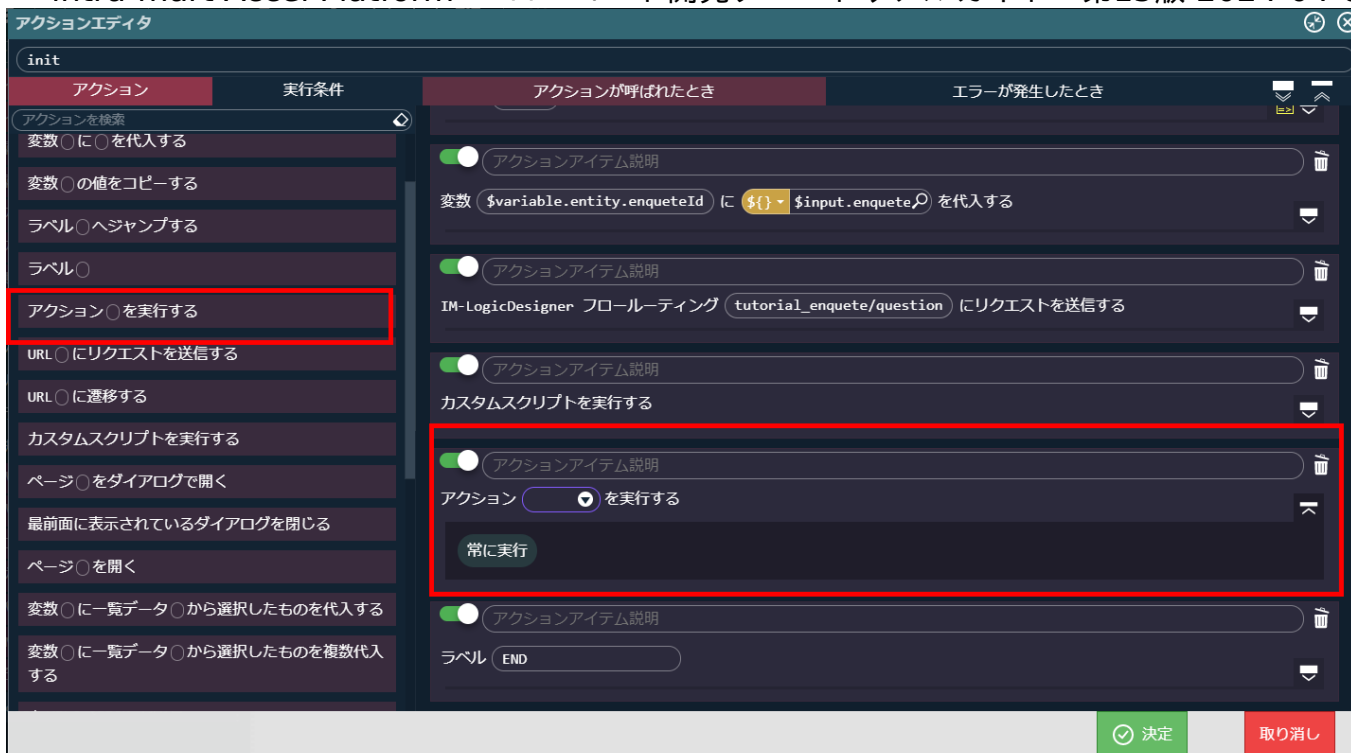 アクションエディタ
init
アクション
実行条件
アクションを検索
変数○に○を代入する
変数○の値をコピーする
ラベル○へジャンプする
ラベル○
アクション○を実行する
URL○にリクエストを送信する
URL○に遷移する
カスタムスクリプトを実行する
ページ○をダイアログで開く
最前面に表示されているダイアログを閉じる
ページ○を開く
変数○に一覧データ○から選択したものを代入する
変数○に一覧データ○から選択したものを複数代入
する
アクションが呼ばれたとき
エラーが発生したとき
アクションアイテム説明
変数 $variable.entity.enqueteId に ${} $input.enquete を代入する
アクションアイテム説明
IM-LogicDesigner フロールーティング tutorial_enquete/question にリクエストを送信する
アクションアイテム説明
カスタムスクリプトを実行する
アクションアイテム説明
アクション を実行する
常に実行
アクションアイテム説明
ラベル END
決定
取り消し